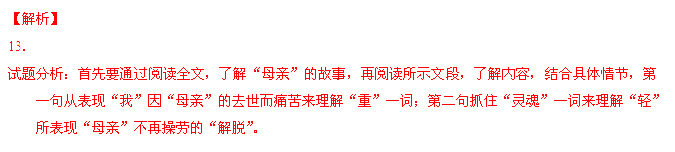 【解析】
13．
试题分析：首先要通过阅读全文，了解“母亲”的故事，再阅读所示文段，了解内容，结合具体情节，第
一句从表现“我”因“母亲”的去世而痛苦来理解“重”一词；第二句抓住“灵魂”一词来理解“轻”
所表现“母亲”不再操劳的“解脱”。